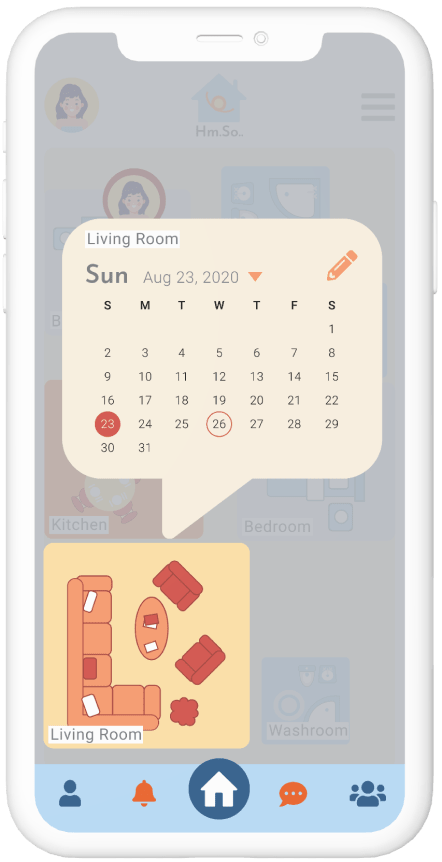 Hm.So..
Living Room
Sun Aug 23, 2020
S M T W T F S
1
2 3 4 5 6 7 8
9 10 11 12 13 14 15
16 17 18 19 20 21 22
23 24 25 26 27 28 29
30 31
Kitchen
Bedroom
Living Room
Washroom